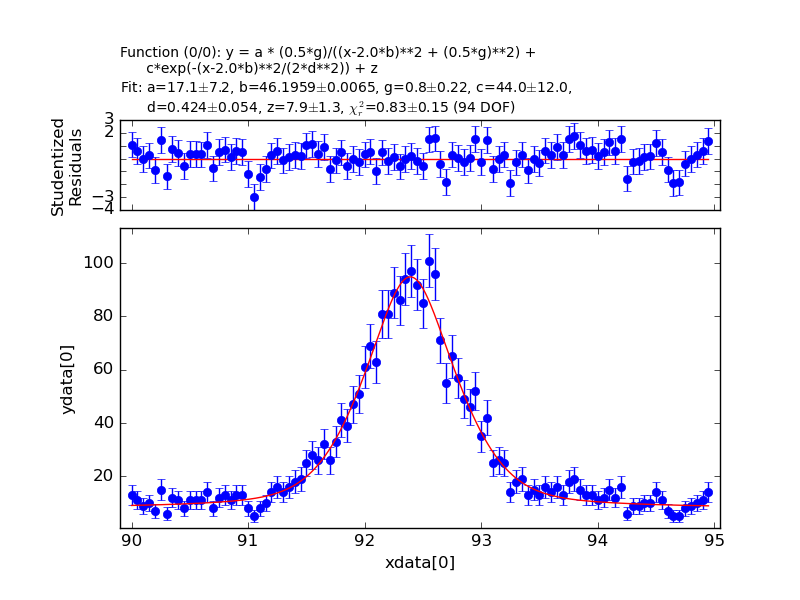 Function (0/0): y = a * (0.5*g)/((x-2.0*b)**2 + (0.5*g)**2) +
c*exp(-(x-2.0*b)**2/(2*d**2)) + z
Fit: a=17.1±7.2, b=46.1959±0.0065, g=0.8±0.22, c=44.0±12.0,
d=0.424±0.054, z=7.9±1.3, χ²ᵣ=0.83±0.15 (94 DOF)
Studentized
Residuals
3
2
−3
−4
ydata[0]
100
80
60
40
20
90 91 92 93 94 95
xdata[0]